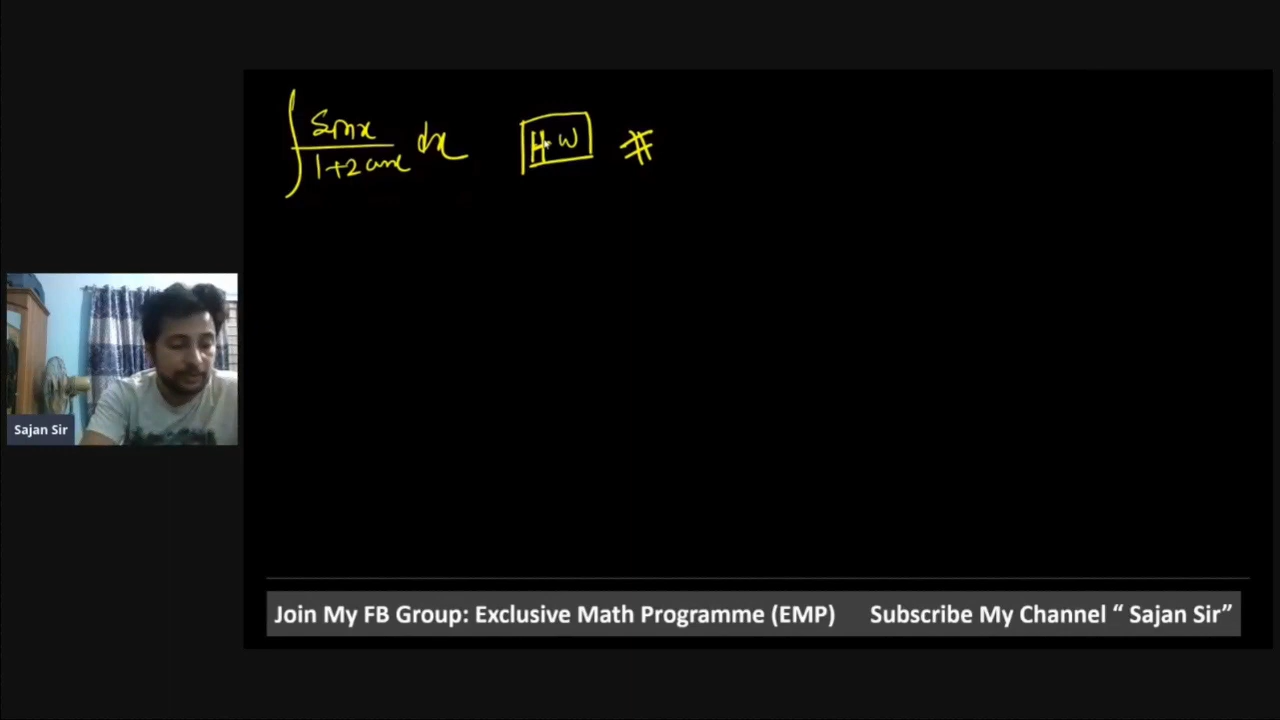 ∫ sinx / 1+2cosx dx H.W #
Sajan Sir
Join My FB Group: Exclusive Math Programme (EMP) Subscribe My Channel “ Sajan Sir”